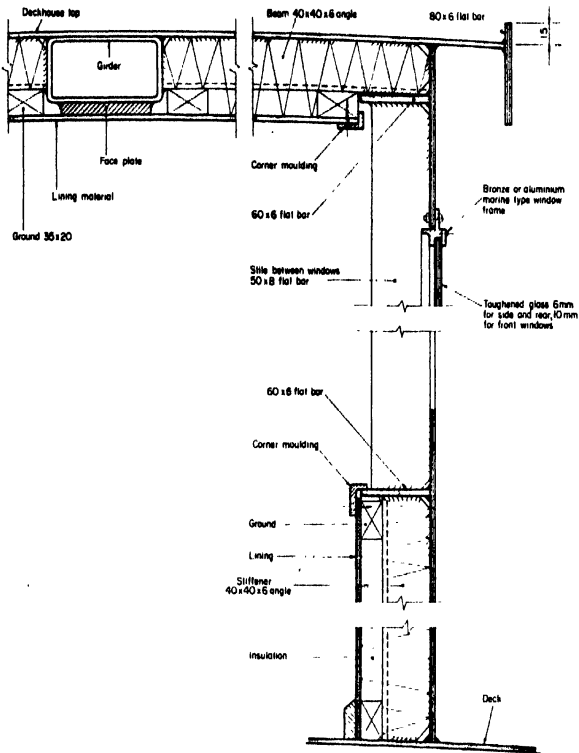 Deckhouse top
Beam 40x40x6 angle
80x6 flat bar
15
Girder
Face plate
Lining material
Ground 35x20
Corner moulding
60x6 flat bar
Bronze or aluminium
marine type window
frame
Stile between windows
50x8 flat bar
Toughened glass 6mm
for side and rear, 10mm
for front windows
60x6 flat bar
Corner moulding
Ground
Lining
Stiffener
40x40x6 angle
Insulation
Deck